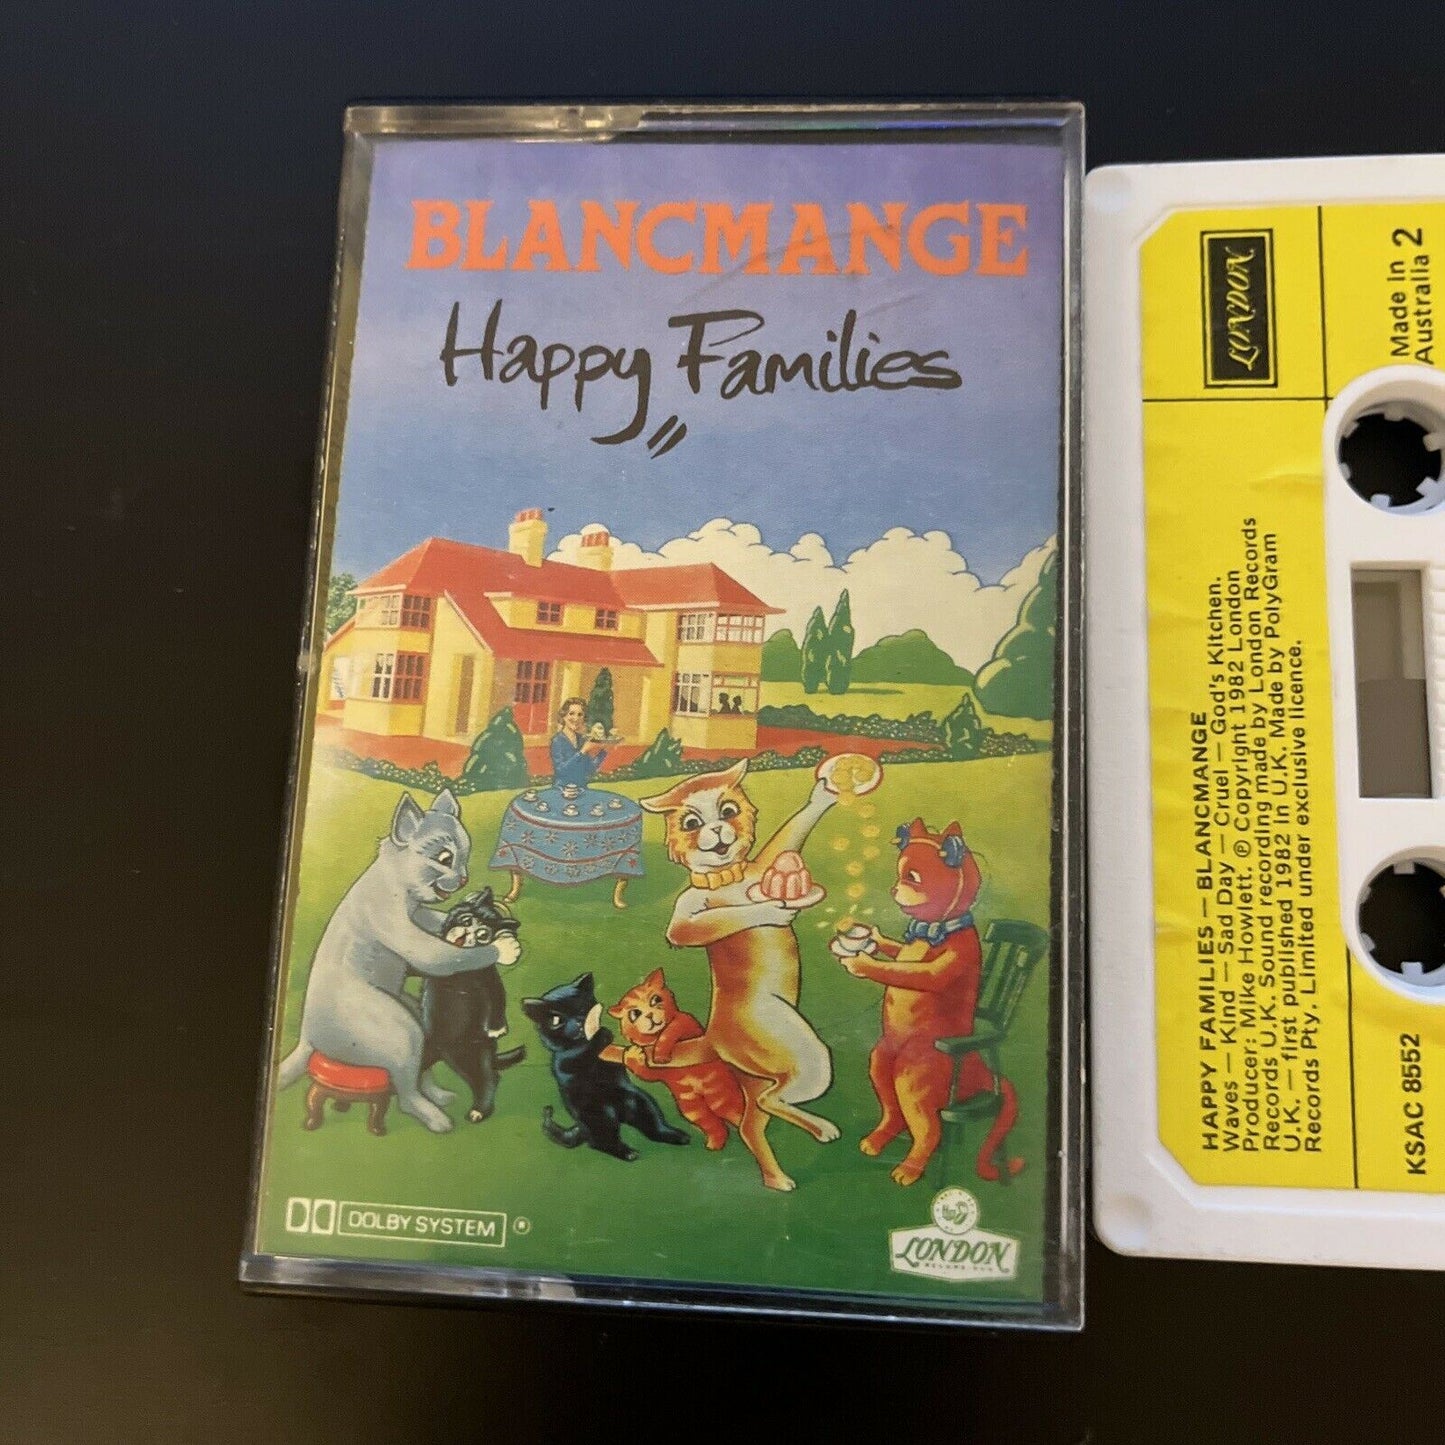 BLANCMANGE
Happy Families
DOLBY SYSTEM ®
LONDON
LONDON
Made in 2
Australia
HAPPY FAMILIES — BLANCMANGE
Waves — Kind — Sad Day — Cruel — God's Kitchen.
Producer: Mike Howlett. ℗ Copyright 1982 London
Records U.K. Sound recording made by London Records
U.K. — first published 1982 in U.K. Made by PolyGram
Records Pty. Limited under exclusive licence.
KSAC 8552